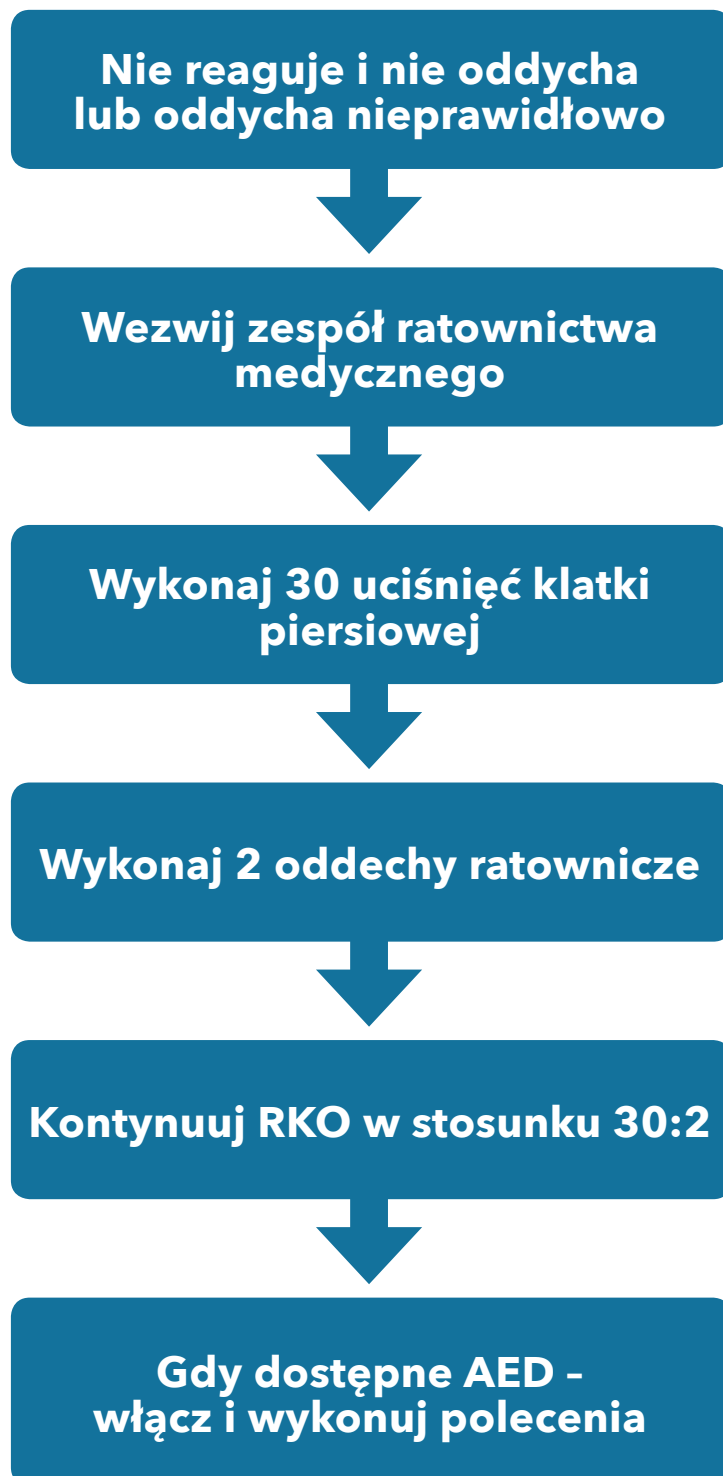 Nie reaguje i nie oddycha
lub oddycha nieprawidłowo
Wezwij zespół ratownictwa
medycznego
Wykonaj 30 uciśnięć klatki
piersiowej
Wykonaj 2 oddechy ratownicze
Kontynuuj RKO w stosunku 30:2
Gdy dostępne AED –
włącz i wykonuj polecenia